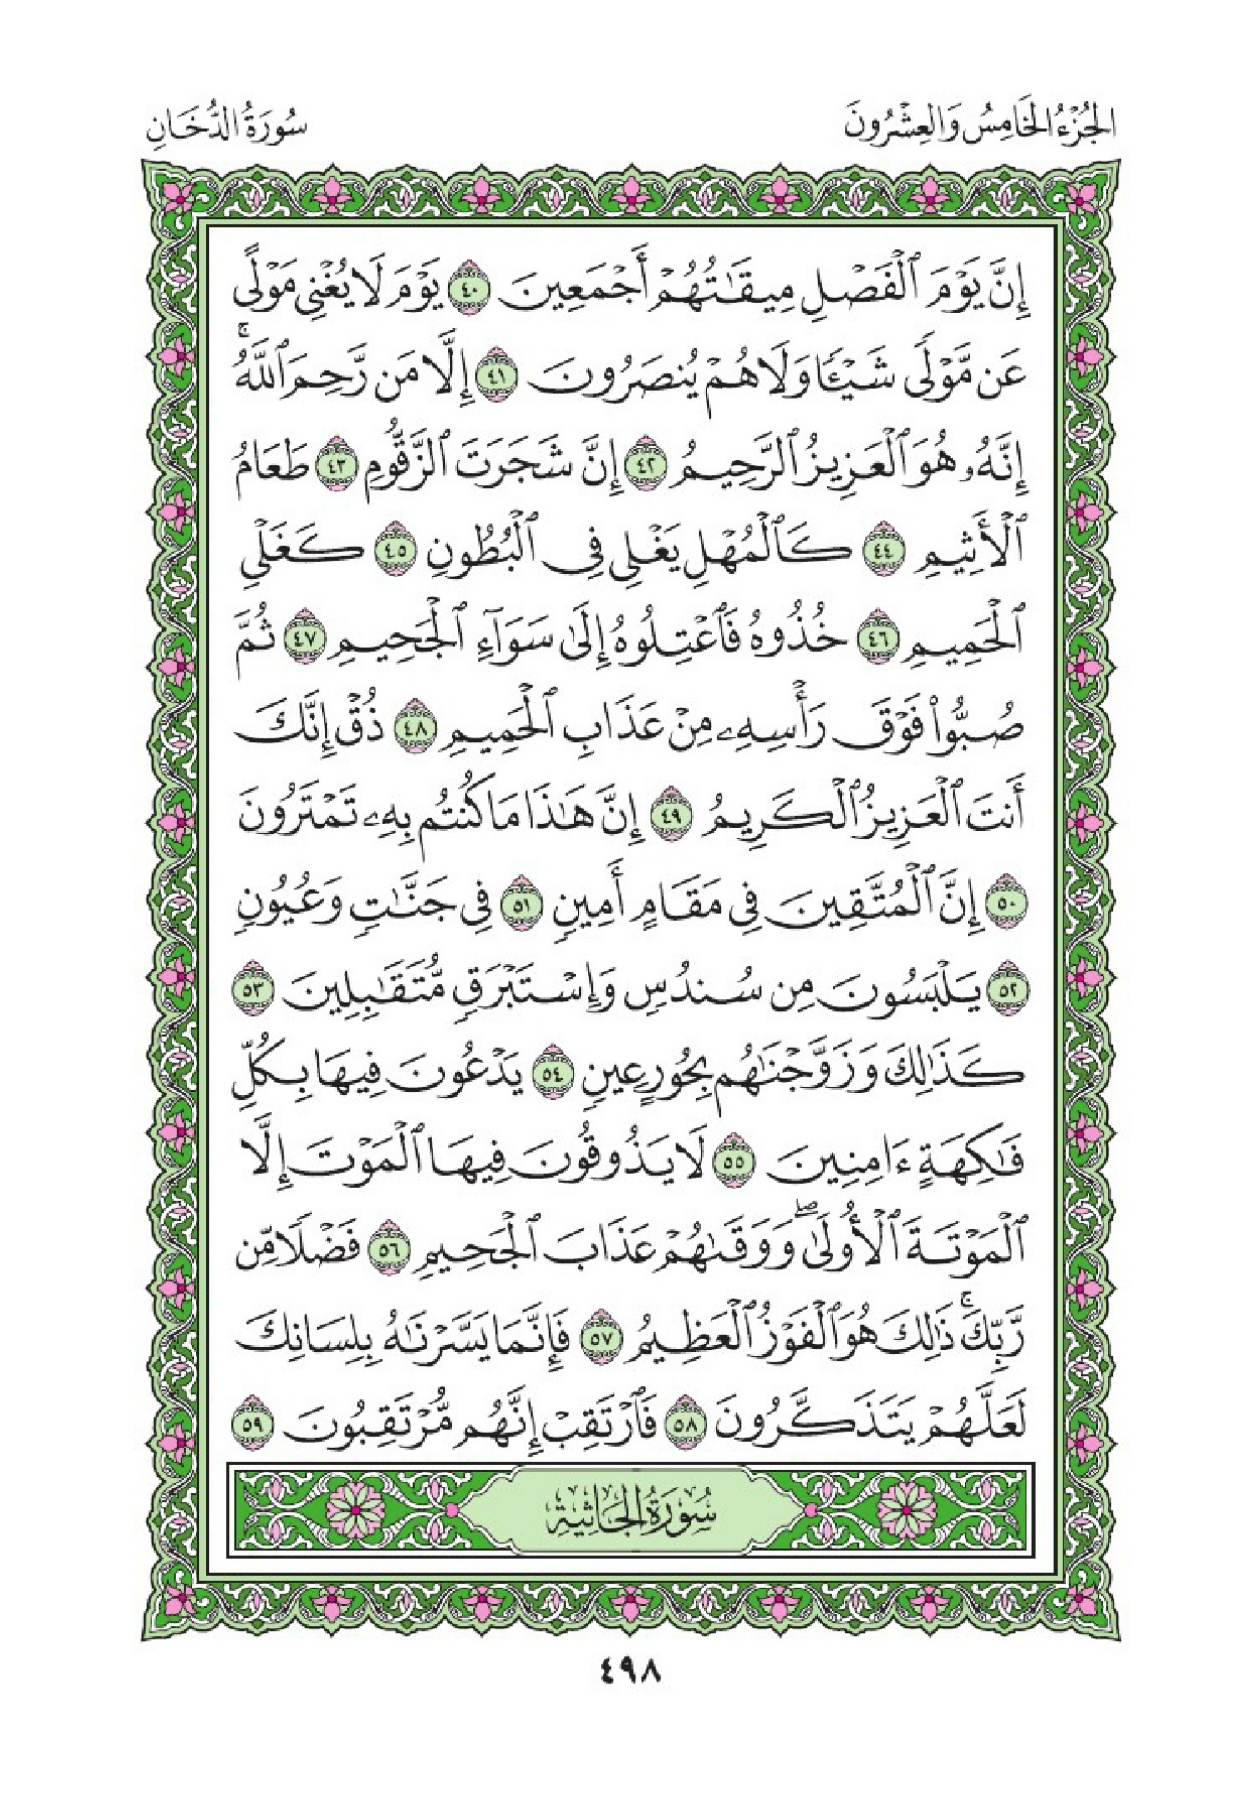 الجُزْءُ الخَامِسُ وَالعِشْرُونَ
سُورَةُ الدُّخَانِ
إِنَّ يَوْمَ ٱلْفَصْلِ مِيقَٰتُهُمْ أَجْمَعِينَ ٤٠ يَوْمَ لَا يُغْنِى مَوْلًى
عَن مَّوْلًى شَيْـًٔا وَلَا هُمْ يُنصَرُونَ ٤١ إِلَّا مَن رَّحِمَ ٱللَّهُ ۚ
إِنَّهُۥ هُوَ ٱلْعَزِيزُ ٱلرَّحِيمُ ٤٢ إِنَّ شَجَرَتَ ٱلزَّقُّومِ ٤٣ طَعَامُ
ٱلْأَثِيمِ ٤٤ كَٱلْمُهْلِ يَغْلِى فِى ٱلْبُطُونِ ٤٥ كَغَلْىِ
ٱلْحَمِيمِ ٤٦ خُذُوهُ فَٱعْتِلُوهُ إِلَىٰ سَوَآءِ ٱلْجَحِيمِ ٤٧ ثُمَّ
صُبُّوا۟ فَوْقَ رَأْسِهِۦ مِنْ عَذَابِ ٱلْحَمِيمِ ٤٨ ذُقْ إِنَّكَ
أَنتَ ٱلْعَزِيزُ ٱلْكَرِيمُ ٤٩ إِنَّ هَٰذَا مَا كُنتُم بِهِۦ تَمْتَرُونَ
٥٠ إِنَّ ٱلْمُتَّقِينَ فِى مَقَامٍ أَمِينٍ ٥١ فِى جَنَّٰتٍ وَعُيُونٍ
٥٢ يَلْبَسُونَ مِن سُندُسٍ وَإِسْتَبْرَقٍ مُّتَقَٰبِلِينَ ٥٣
كَذَٰلِكَ وَزَوَّجْنَٰهُم بِحُورٍ عِينٍ ٥٤ يَدْعُونَ فِيهَا بِكُلِّ
فَٰكِهَةٍ ءَامِنِينَ ٥٥ لَا يَذُوقُونَ فِيهَا ٱلْمَوْتَ إِلَّا
ٱلْمَوْتَةَ ٱلْأُولَىٰ ۖ وَوَقَىٰهُمْ عَذَابَ ٱلْجَحِيمِ ٥٦ فَضْلًا مِّن
رَّبِّكَ ۚ ذَٰلِكَ هُوَ ٱلْفَوْزُ ٱلْعَظِيمُ ٥٧ فَإِنَّمَا يَسَّرْنَٰهُ بِلِسَانِكَ
لَعَلَّهُمْ يَتَذَكَّرُونَ ٥٨ فَٱرْتَقِبْ إِنَّهُم مُّرْتَقِبُونَ ٥٩
سُورَةُ الجَاثِيَةِ
٤٩٨